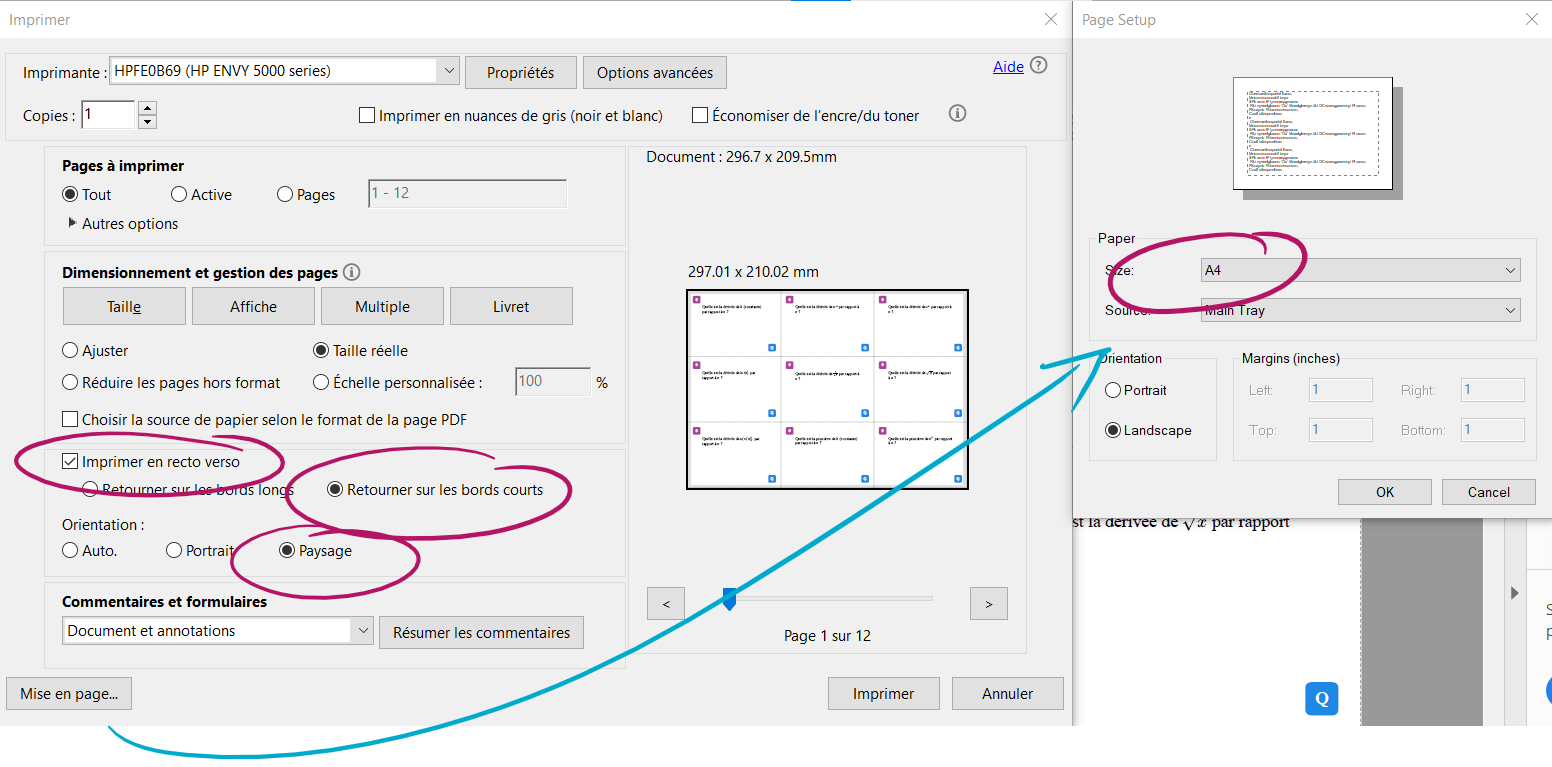 Imprimer
Imprimante : HPFE0B69 (HP ENVY 5000 series) Propriétés Options avancées Aide ?
Copies : 1 Imprimer en nuances de gris (noir et blanc) Économiser de l'encre/du toner i
Pages à imprimer
Tout Active Pages 1 - 12
Autres options
Dimensionnement et gestion des pages i
Taille Affiche Multiple Livret
Ajuster Taille réelle
Réduire les pages hors format Échelle personnalisée : 100 %
Choisir la source de papier selon le format de la page PDF
Imprimer en recto verso
Retourner sur les bords longs Retourner sur les bords courts
Orientation :
Auto. Portrait Paysage
Commentaires et formulaires
Document et annotations Résumer les commentaires
Mise en page...
Document : 296.7 x 209.5mm
297.01 x 210.02 mm
< >
Page 1 sur 12
Imprimer Annuler
Page Setup
Paper
Size: A4
Source: Main Tray
Orientation
Portrait
Landscape
Margins (inches)
Left: 1 Right: 1
Top: 1 Bottom: 1
OK Cancel
st la dérivée de √x par rapport
Q
S
p